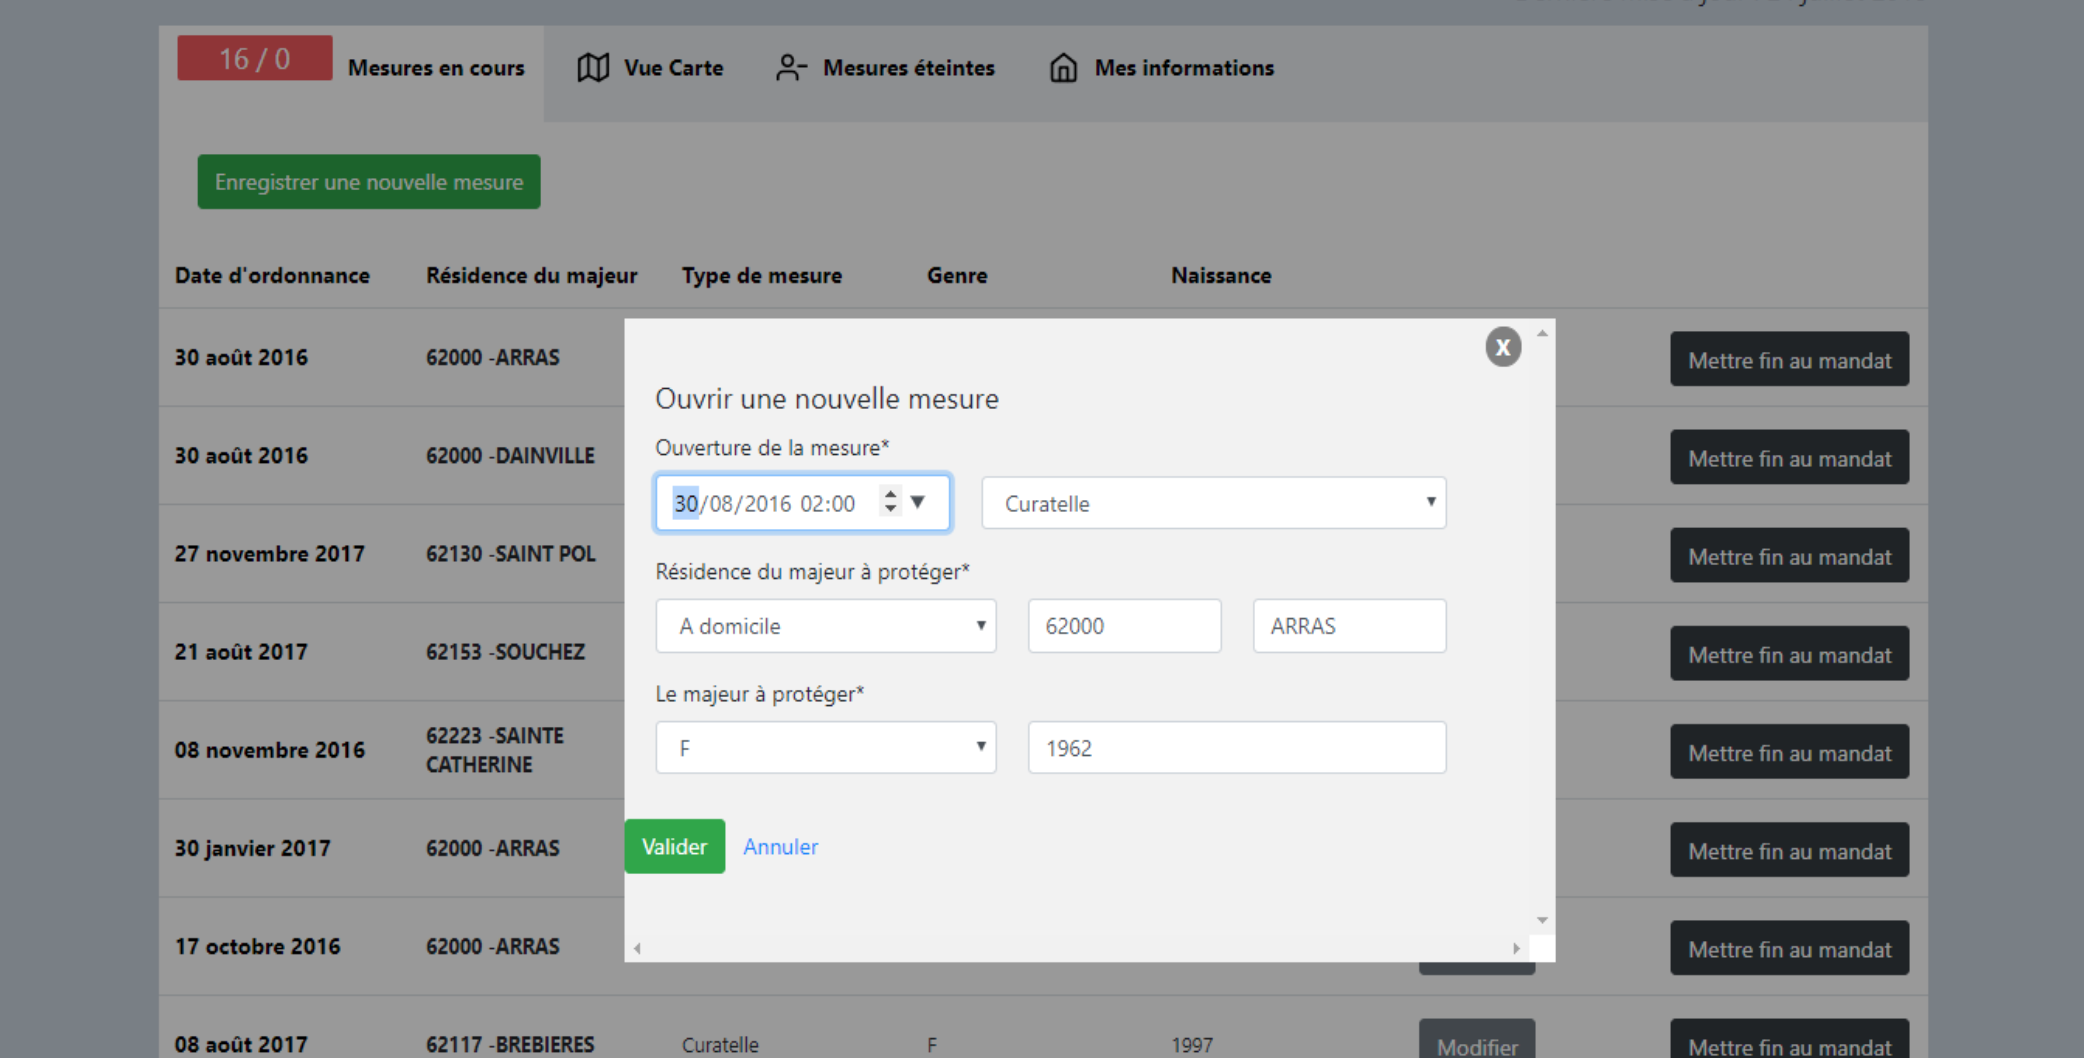 16 / 0 Mesures en cours Vue Carte Mesures éteintes Mes informations
Enregistrer une nouvelle mesure
Date d'ordonnance Résidence du majeur Type de mesure Genre Naissance
30 août 2016 62000 -ARRAS Mettre fin au mandat
30 août 2016 62000 -DAINVILLE Mettre fin au mandat
27 novembre 2017 62130 -SAINT POL Mettre fin au mandat
21 août 2017 62153 -SOUCHEZ Mettre fin au mandat
08 novembre 2016 62223 -SAINTE CATHERINE Mettre fin au mandat
30 janvier 2017 62000 -ARRAS Mettre fin au mandat
17 octobre 2016 62000 -ARRAS Mettre fin au mandat
08 août 2017 62117 -BREBIERES Curatelle F 1997 Modifier Mettre fin au mandat
X
Ouvrir une nouvelle mesure
Ouverture de la mesure*
30/08/2016 02:00 Curatelle
Résidence du majeur à protéger*
A domicile 62000 ARRAS
Le majeur à protéger*
F 1962
Valider Annuler